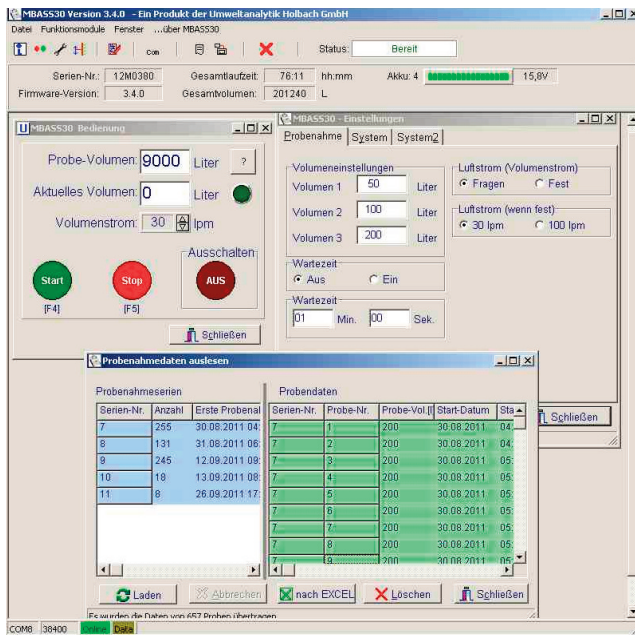 MBASS30 Version 3.4.0 - Ein Produkt der Umweltanalytik Holbach GmbH
Datei Funktionsmodule Fenster ...über MBASS30
Com Status: Bereit
Serien-Nr.: 12M0380 Gesamtlaufzeit: 76:11 hh:mm Akku: 4 15,8V
Firmware-Version: 3.4.0 Gesamtvolumen: 201240 L
MBASS30 Bedienung
Probe-Volumen: 9000 Liter ?
Aktuelles Volumen: 0 Liter
Volumenstrom: 30 lpm
Ausschalten
Start Stop AUS
[F4] [F5]
Schließen
MBASS30 - Einstellungen
Probenahme System System2
Volumeneinstellungen
Volumen 1 50 Liter
Volumen 2 100 Liter
Volumen 3 200 Liter
Luftstrom (Volumenstrom)
Fragen Fest
Luftstrom (wenn fest)
30 lpm 100 lpm
Wartezeit
Aus Ein
Wartezeit
01 Min. 00 Sek.
Schließen
Probenahmedaten auslesen
Probenahmeserien
Serien-Nr. Anzahl Erste Probenal
7 255 30.08.2011 04:
8 131 31.08.2011 06:
9 245 12.09.2011 09:
10 18 13.09.2011 08:
11 8 26.09.2011 17:
Probendaten
Serien-Nr. Probe-Nr. Probe-Vol.[l Start-Datum Sta
7 1 200 30.08.2011 04:
7 2 200 30.08.2011 04:
7 3 200 30.08.2011 05:
7 4 200 30.08.2011 05:
7 5 200 30.08.2011 05:
7 6 200 30.08.2011 05:
7 7 200 30.08.2011 05:
7 8 200 30.08.2011 05:
7 9 200 30.08.2011 05:
Laden Abbrechen nach EXCEL Löschen Schließen
Es wurden die Daten von 657 Proben übertragen
COM8 38400 Online Data